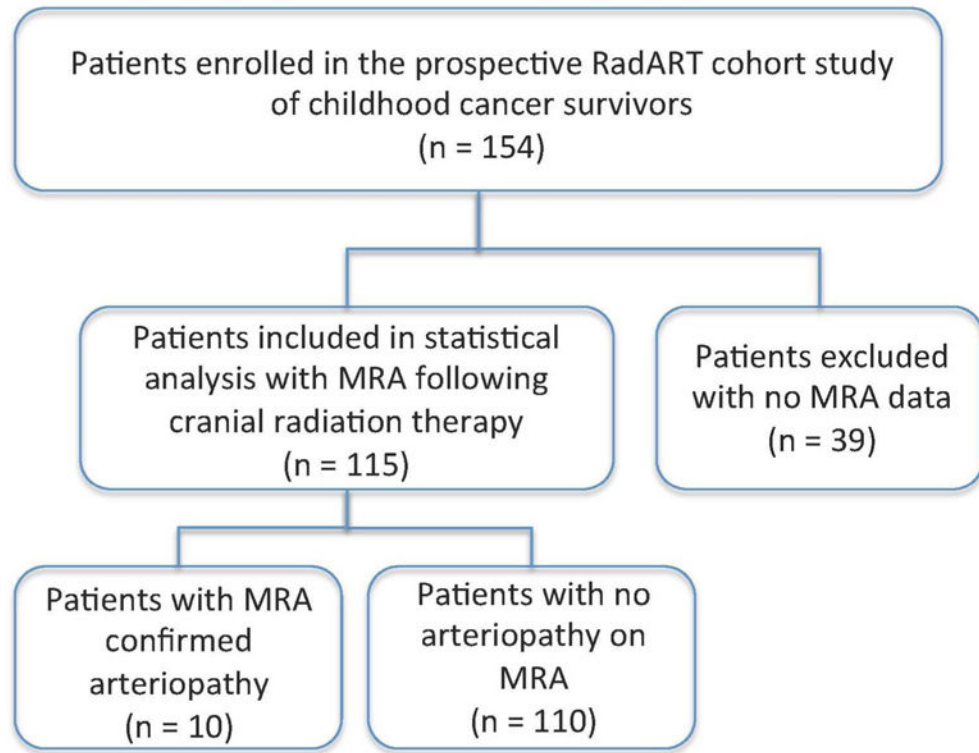 Patients enrolled in the prospective RadART cohort study
of childhood cancer survivors
(n = 154)
Patients included in statistical
analysis with MRA following
cranial radiation therapy
(n = 115)
Patients excluded
with no MRA data
(n = 39)
Patients with MRA
confirmed
arteriopathy
(n = 10)
Patients with no
arteriopathy on
MRA
(n = 110)